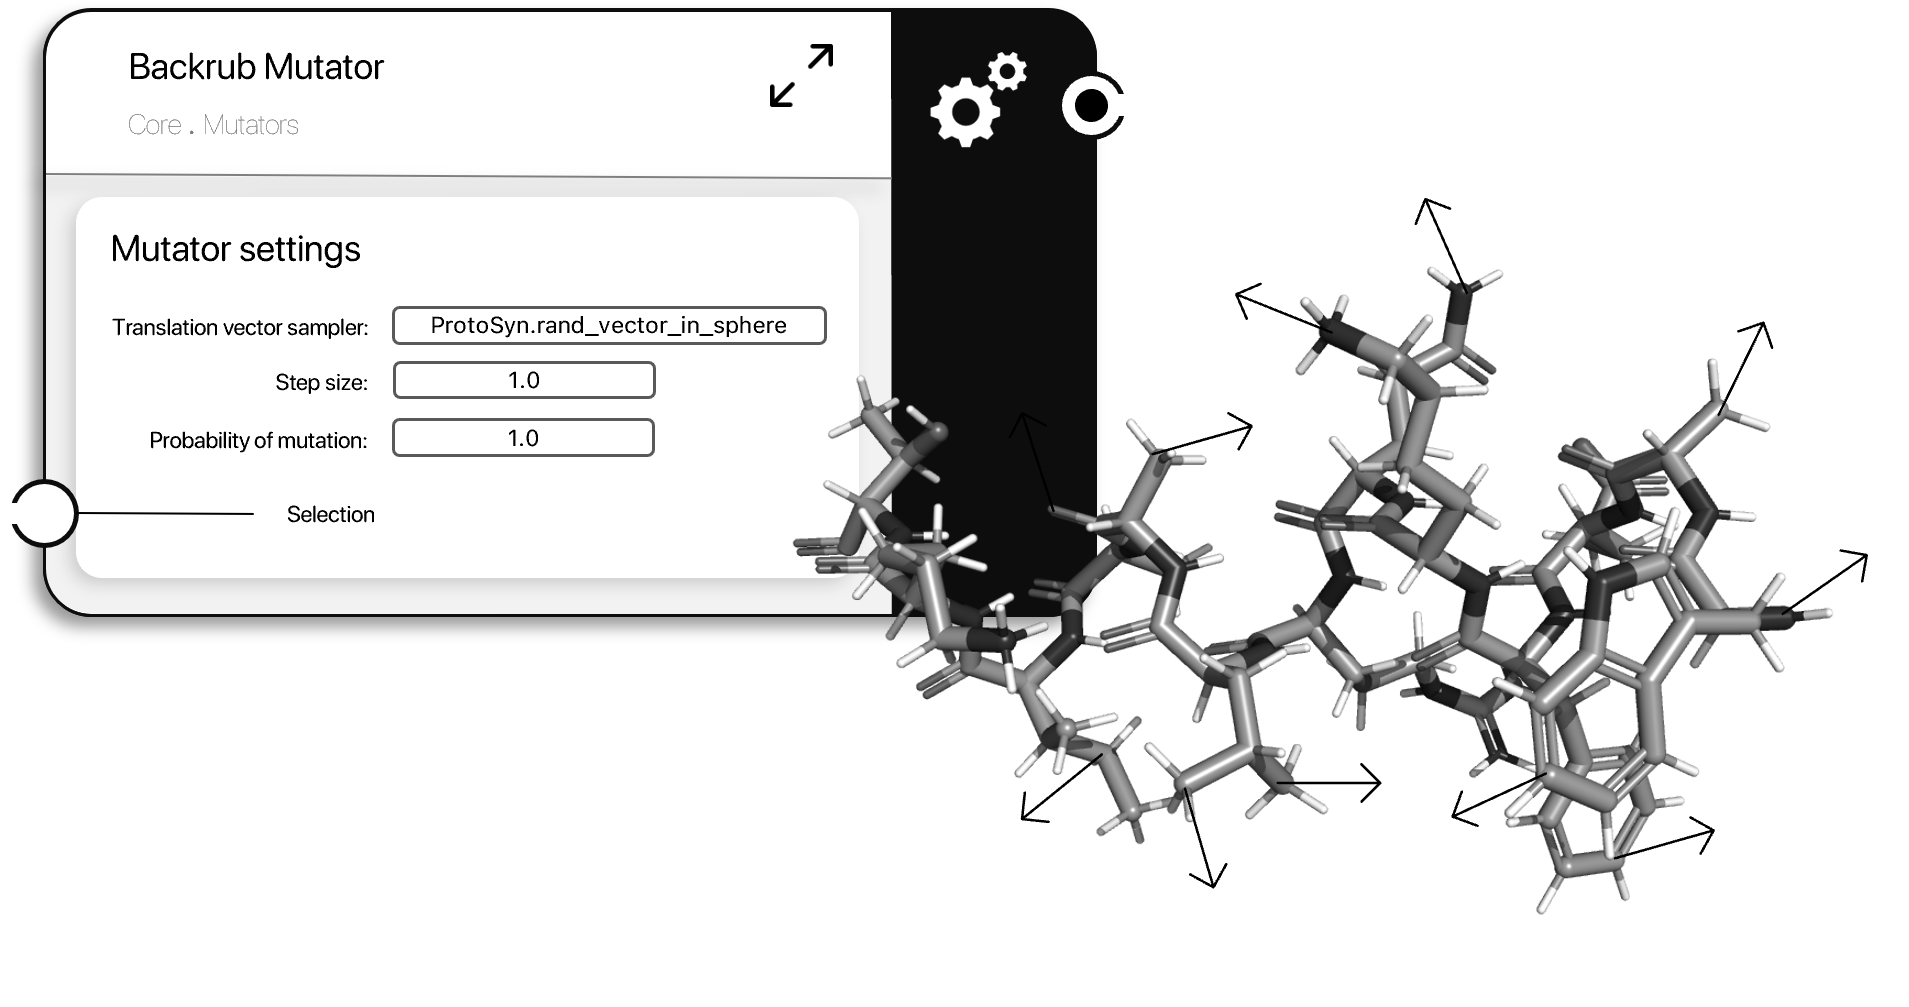 Backrub Mutator
Core . Mutators
Mutator settings
Translation vector sampler: ProtoSyn.rand_vector_in_sphere
Step size: 1.0
Probability of mutation: 1.0
Selection